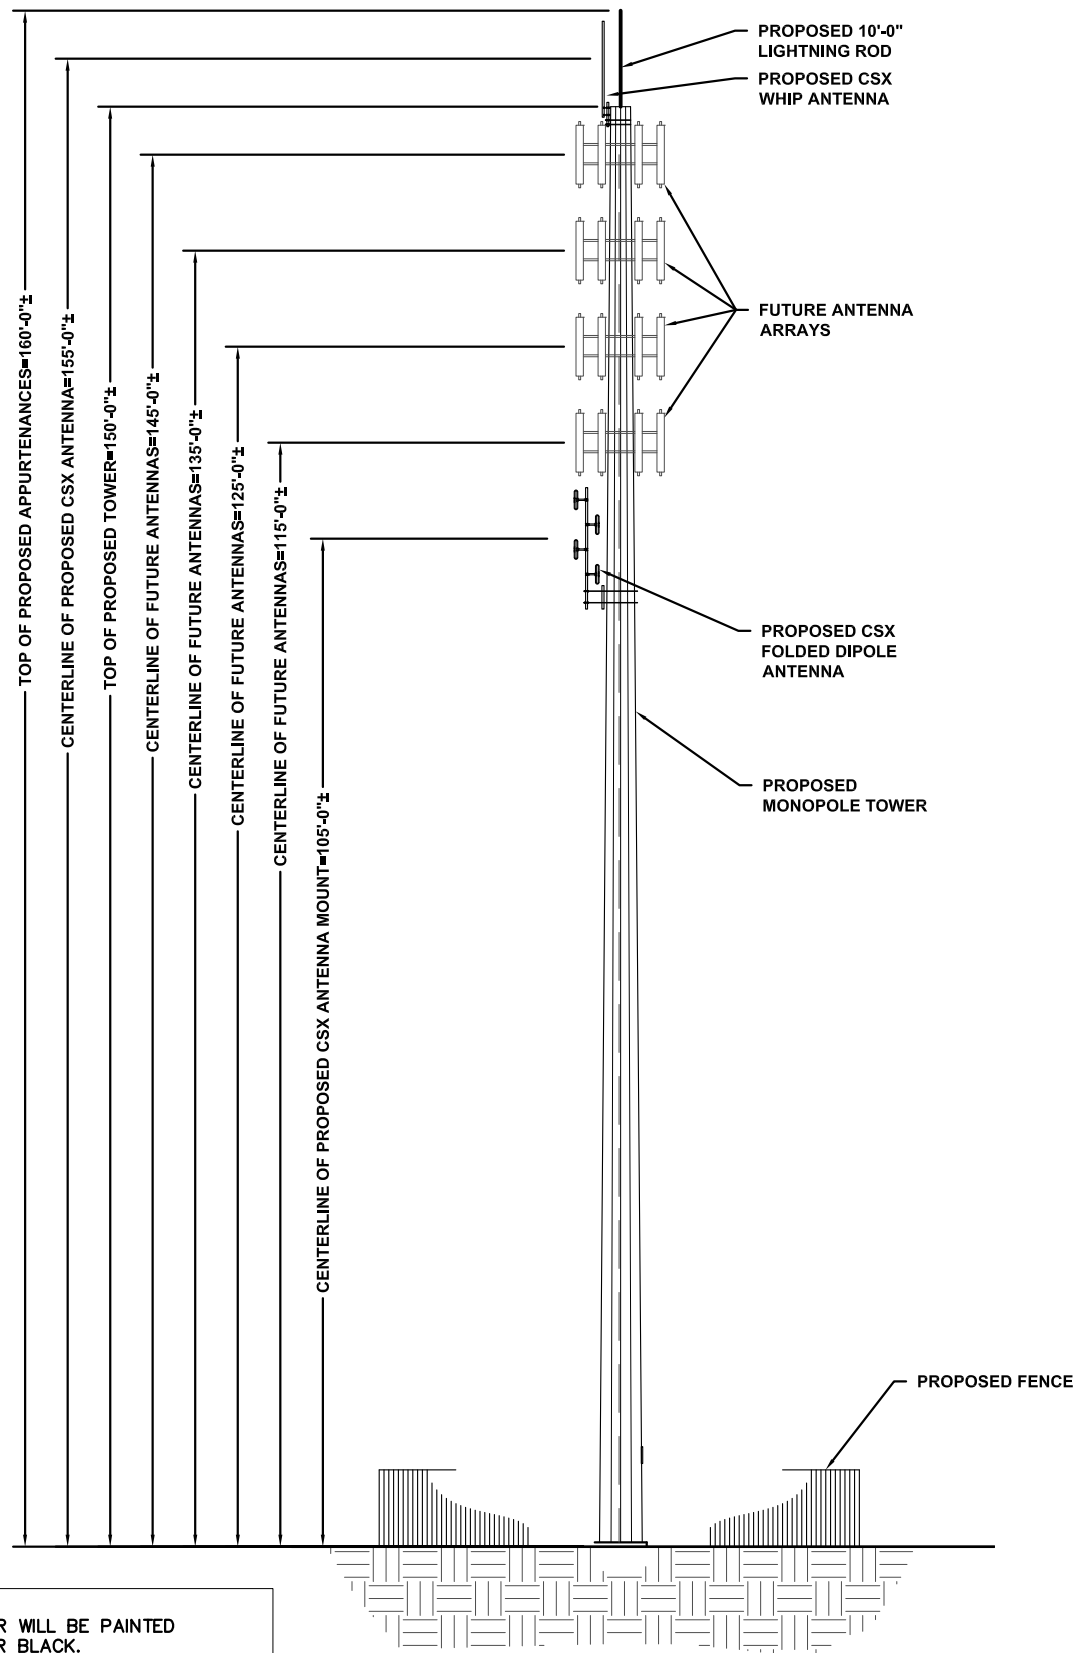 PROPOSED 10'-0"
LIGHTNING ROD
PROPOSED CSX
WHIP ANTENNA
FUTURE ANTENNA
ARRAYS
TOP OF PROPOSED APPURTENANCES=160'-0"±
CENTERLINE OF PROPOSED CSX ANTENNA=155'-0"±
TOP OF PROPOSED TOWER=150'-0"±
CENTERLINE OF FUTURE ANTENNAS=145'-0"±
CENTERLINE OF FUTURE ANTENNAS=135'-0"±
CENTERLINE OF FUTURE ANTENNAS=125'-0"±
CENTERLINE OF FUTURE ANTENNAS=115'-0"±
CENTERLINE OF PROPOSED CSX ANTENNA MOUNT=105'-0"±
PROPOSED CSX
FOLDED DIPOLE
ANTENNA
PROPOSED
MONOPOLE TOWER
PROPOSED FENCE
R WILL BE PAINTED
R BLACK.